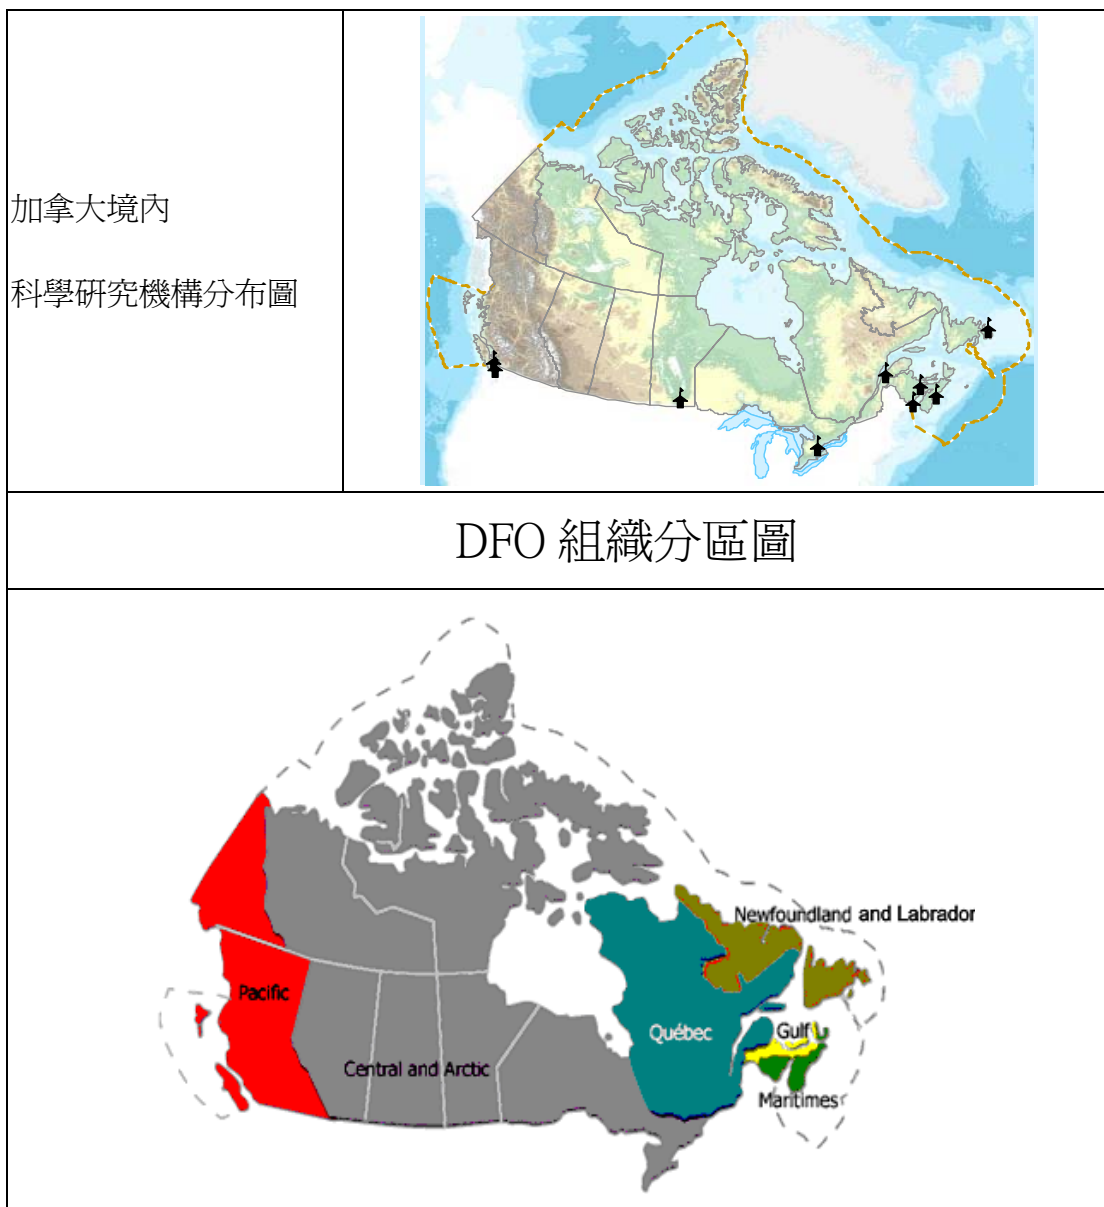 加拿大境內
科學研究機構分布圖
DFO 組織分區圖
Newfoundland and Labrador
Pacific
Québec
Gulf
Central and Arctic
Maritimes